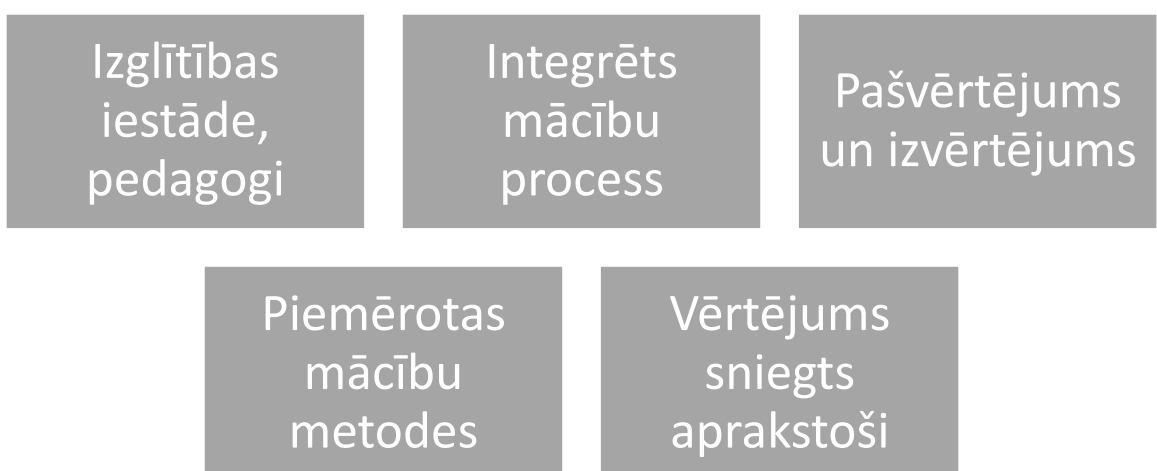 Izglītības
iestāde,
pedagogi
Integrēts
mācību
process
Pašvērtējums
un izvērtējums
Piemērotas
mācību
metodes
Vērtējums
sniegts
aprakstoši